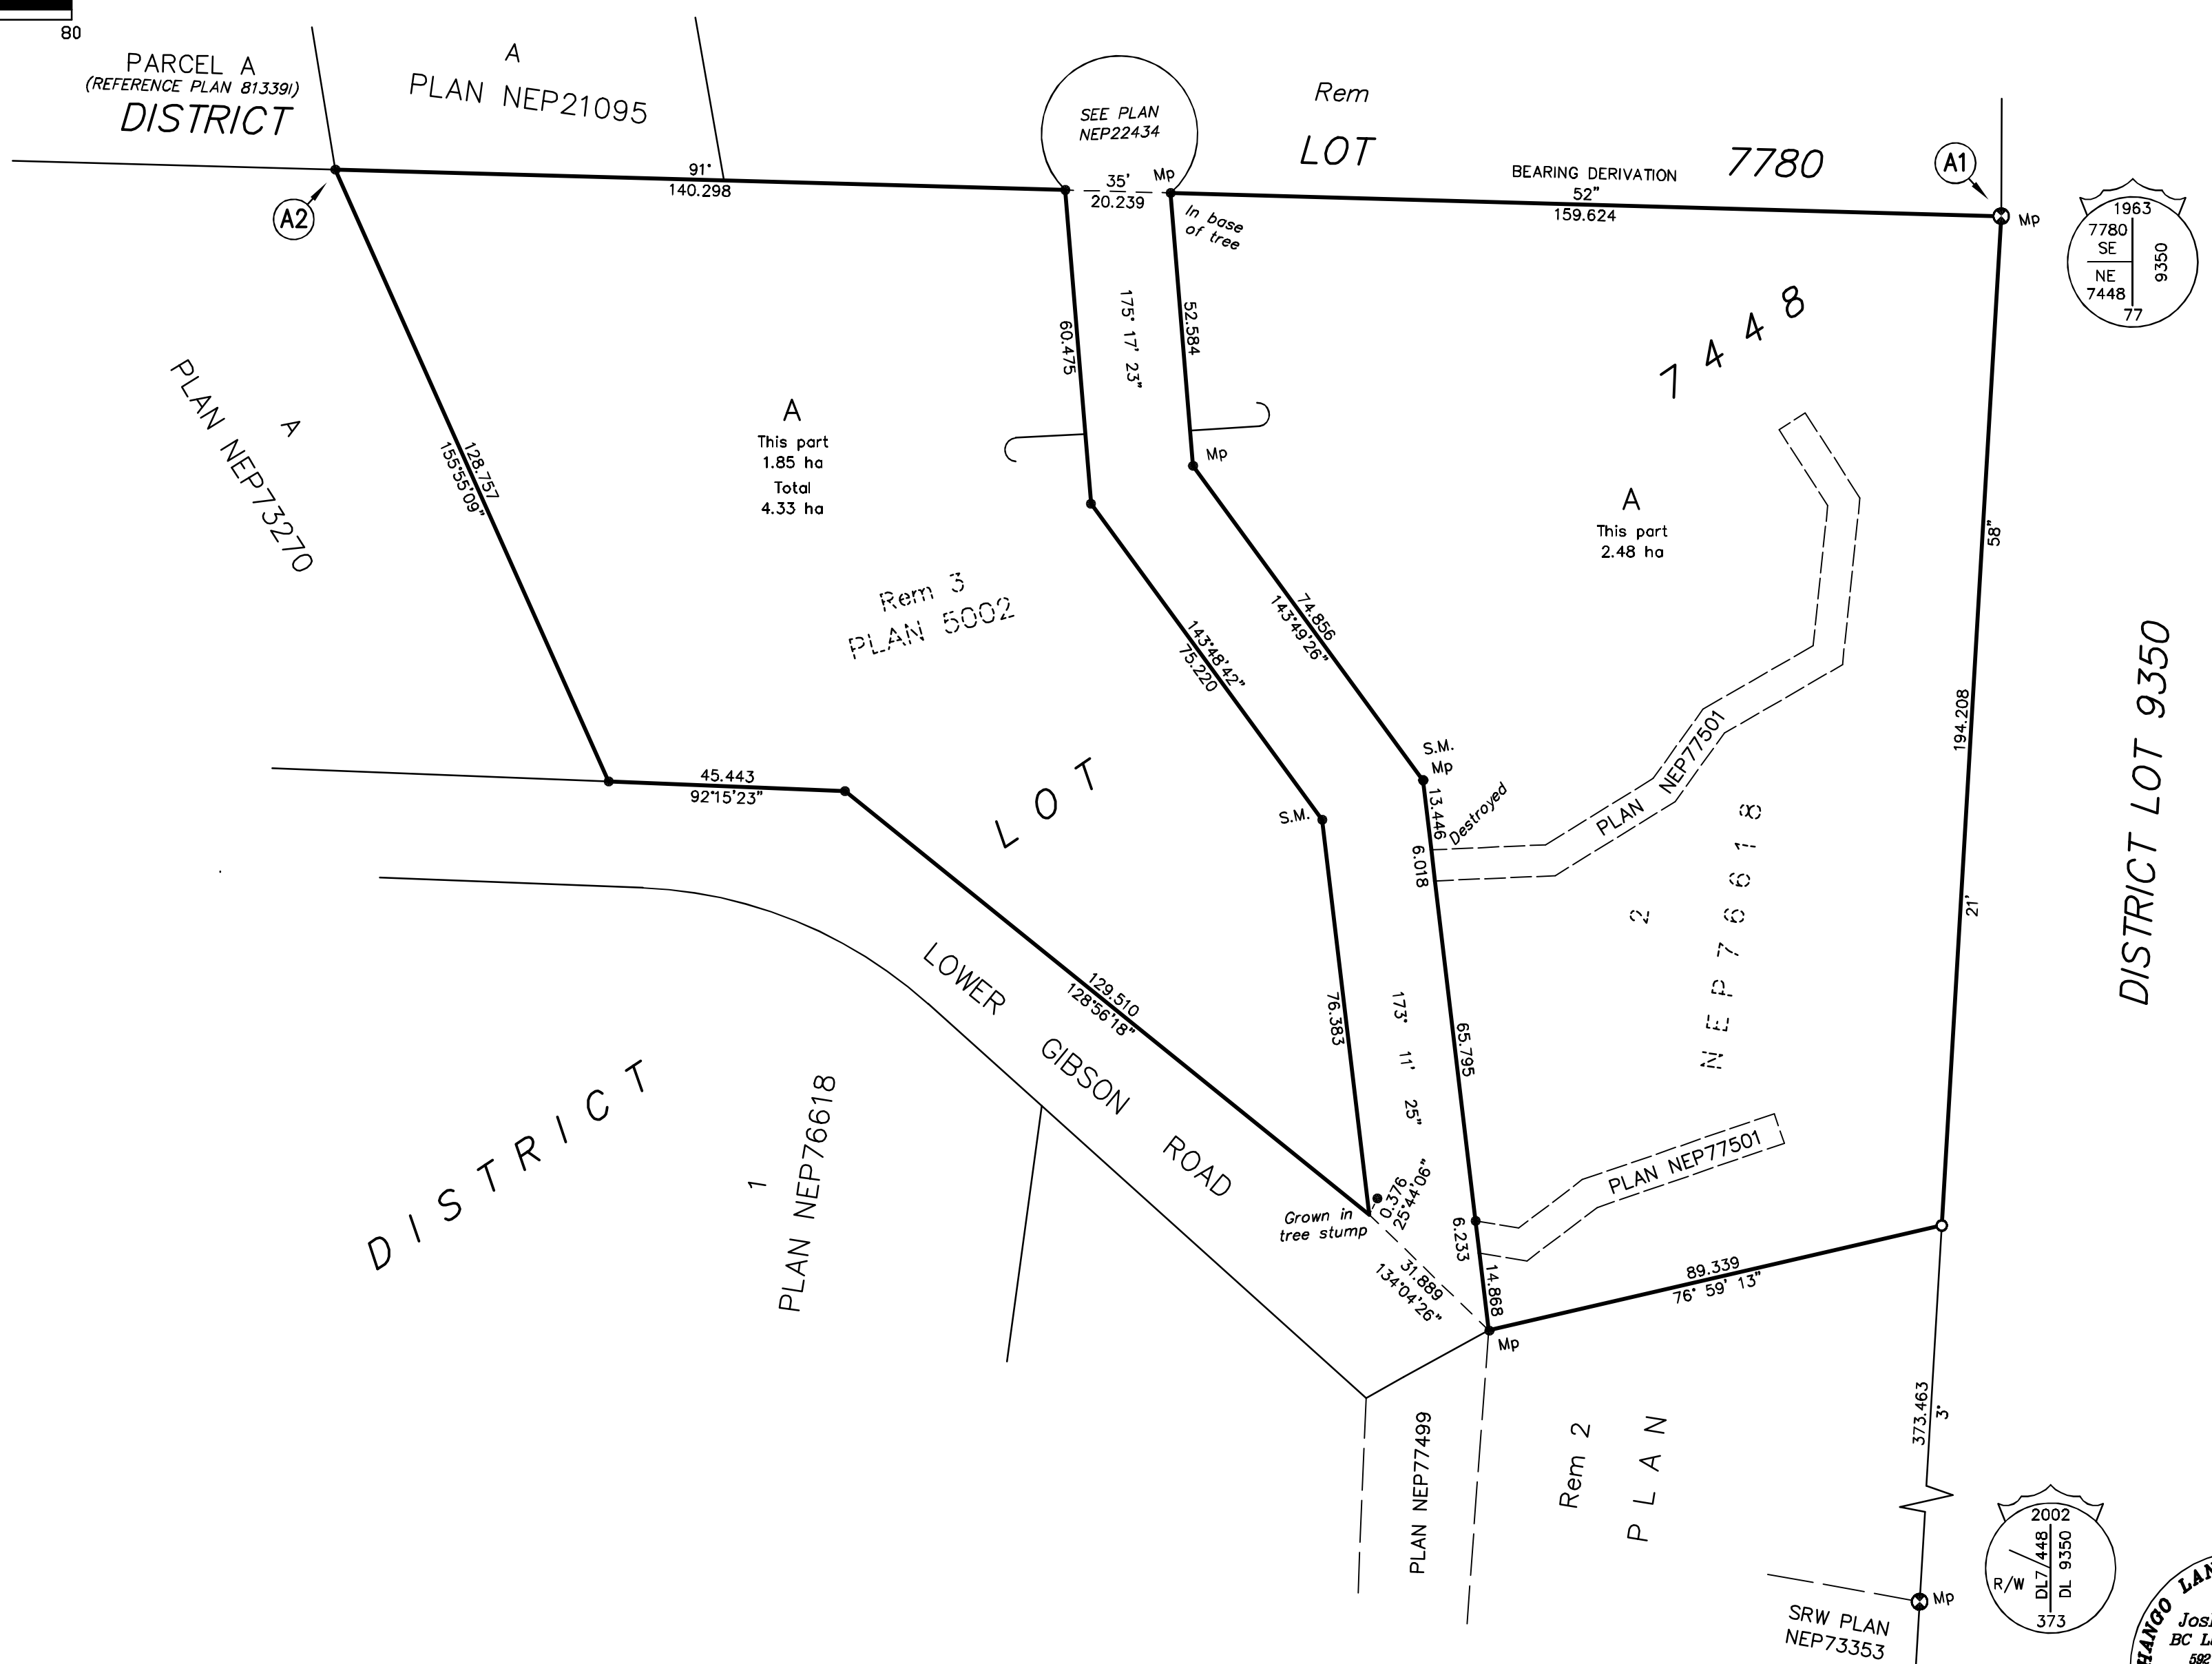 80
PARCEL A
(REFERENCE PLAN 81339I)
DISTRICT
A
PLAN NEP21095
SEE PLAN
NEP22434
Rem
LOT
7780
BEARING DERIVATION
A1
A2
91°
140.298
35'
20.239
Mp
52"
159.624
Mp
In base
of tree
1963
7780
SE
NE
7448
9350
77
60.475
175° 17' 23"
52.584
7448
A
PLAN NEP73270
128.757
155°55'09"
A
This part
1.85 ha
Total
4.33 ha
Mp
A
This part
2.48 ha
58"
Rem 3
PLAN 5002
143°48'42"
75.220
74.856
143°49'26"
194.208
DISTRICT LOT 9350
45.443
92°15'23"
LOT
S.M.
S.M.
Mp
13.446
Destroyed
6.018
PLAN NEP77501
2
NEP76618
21'
LOWER GIBSON ROAD
129.510
128°56'18"
76.383
173° 11' 25"
65.795
DISTRICT
1
PLAN NEP76618
0.376
25°44'06"
Grown in
tree stump
PLAN NEP77501
6.233
31.889
134°04'26"
14.868
Mp
89.339
76° 59' 13"
PLAN NEP77499
Rem 2
PLAN
373.463
3°
2002
R/W
DL7448
DL 9350
373
Mp
SRW PLAN
NEP73353
592